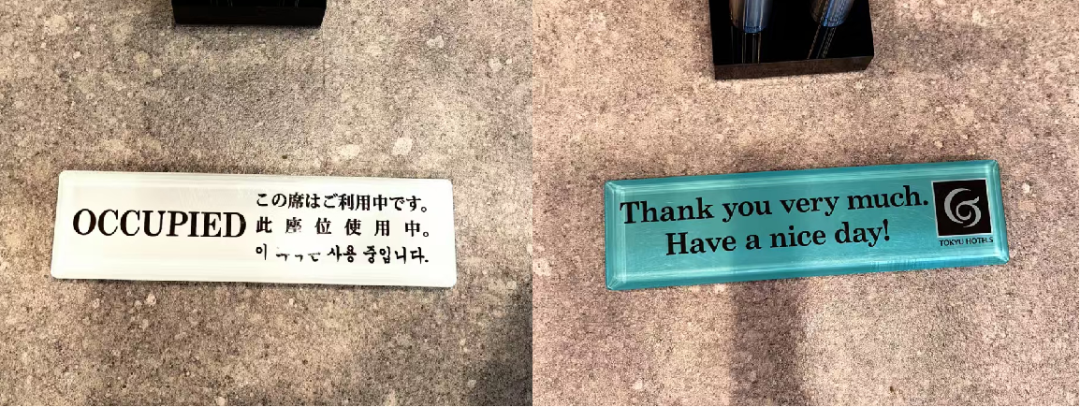 OCCUPIED
この席はご利用中です。
此座位使用中。
이 사용 중입니다.
Thank you very much.
Have a nice day!
TOKYU HOTELS